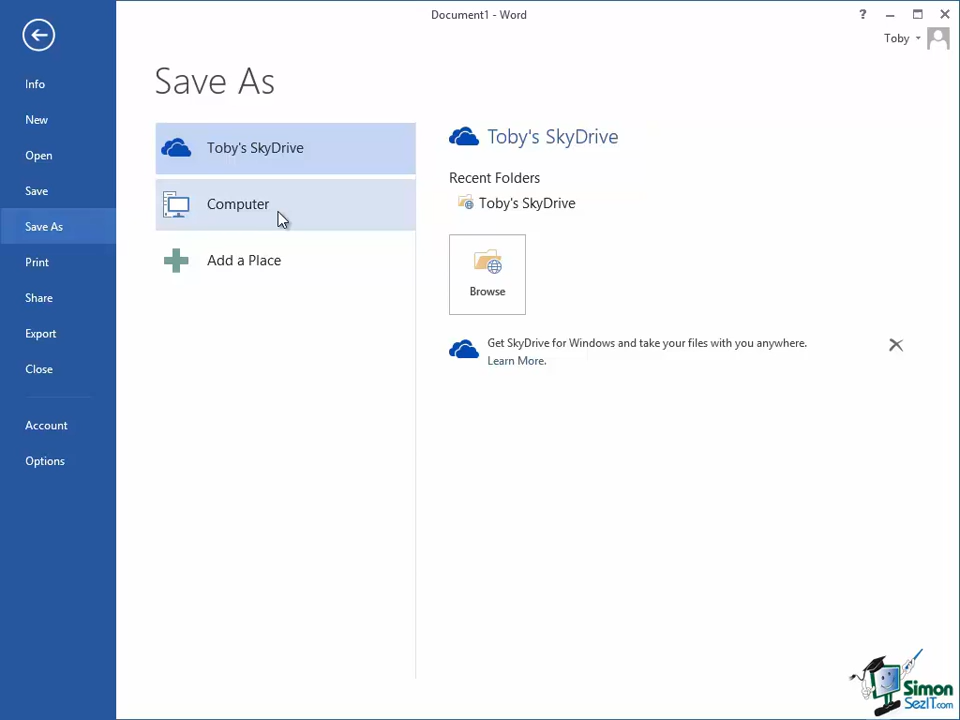 Document1 - Word
?
Toby
Info
New
Open
Save
Save As
Print
Share
Export
Close
Account
Options
Save As
Toby's SkyDrive
Computer
Add a Place
Toby's SkyDrive
Recent Folders
Toby's SkyDrive
Browse
Get SkyDrive for Windows and take your files with you anywhere.
Learn More.
Simon
SezIT.com